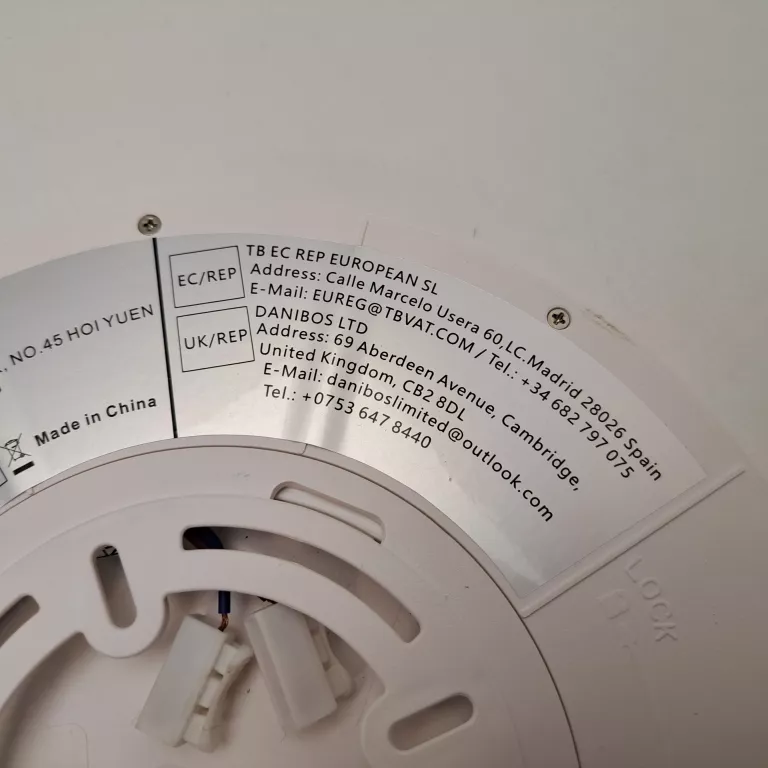 NO.45 HOI YUEN
Made in China
EC/REP
TB EC REP EUROPEAN SL
Address: Calle Marcelo Usera 60,LC.Madrid 28026 Spain
E-Mail: EUREG@TBVAT.COM / Tel.: +34 682 797 075
UK/REP
DANIBOS LTD
Address: 69 Aberdeen Avenue, Cambridge,
United Kingdom, CB2 8DL
E-Mail: daniboslimited@outlook.com
Tel.: +0753 647 8440
LOCK